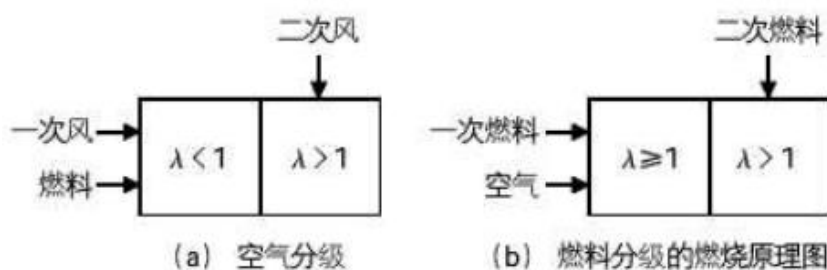 二次风
一次风
燃料
λ<1
λ>1
(a) 空气分级
二次燃料
一次燃料
空气
λ≥1
λ>1
(b) 燃料分级的燃烧原理图